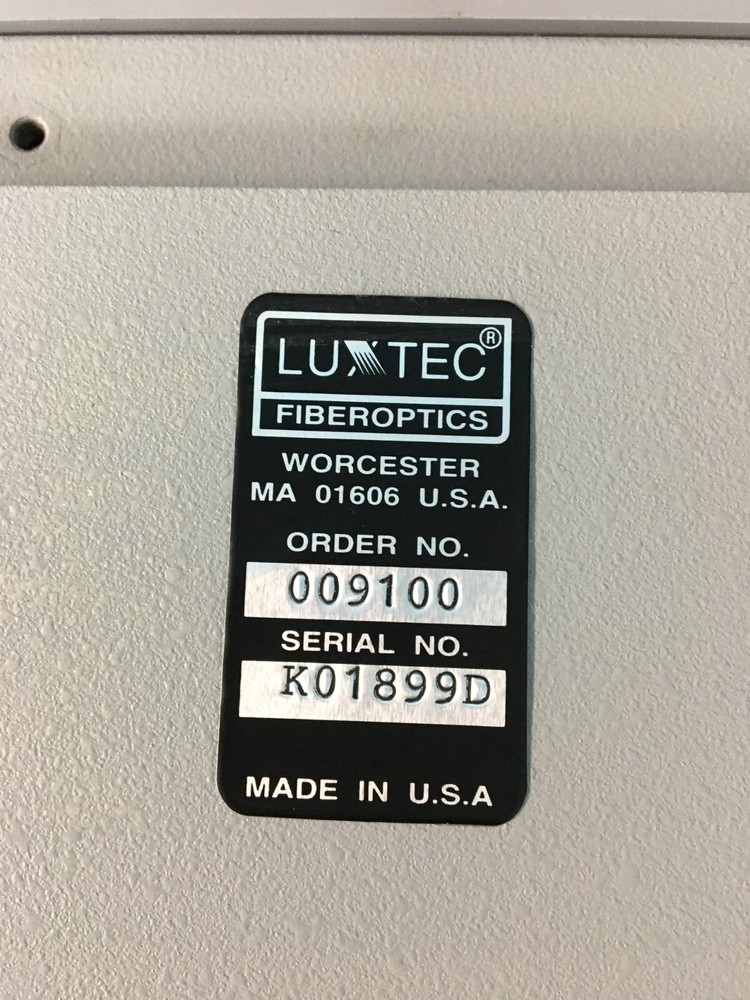 LUXTEC®
FIBEROPTICS
WORCESTER
MA 01606 U.S.A.
ORDER NO.
009100
SERIAL NO.
K01899D
MADE IN U.S.A